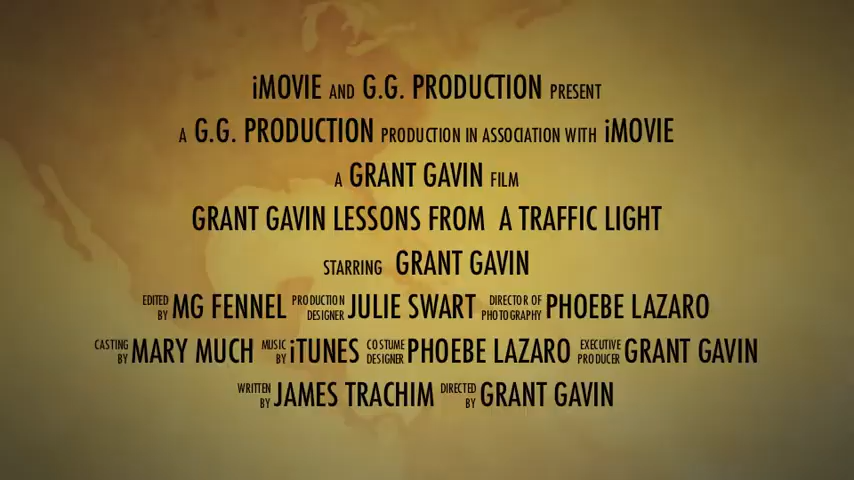 iMOVIE AND G.G. PRODUCTION PRESENT
A G.G. PRODUCTION PRODUCTION IN ASSOCIATION WITH iMOVIE
A GRANT GAVIN FILM
GRANT GAVIN LESSONS FROM  A TRAFFIC LIGHT
STARRING GRANT GAVIN
EDITED BY MG FENNEL PRODUCTION DESIGNER JULIE SWART DIRECTOR OF PHOTOGRAPHY PHOEBE LAZARO
CASTING BY MARY MUCH MUSIC BY iTUNES COSTUME DESIGNER PHOEBE LAZARO EXECUTIVE PRODUCER GRANT GAVIN
WRITTEN BY JAMES TRACHIM DIRECTED BY GRANT GAVIN